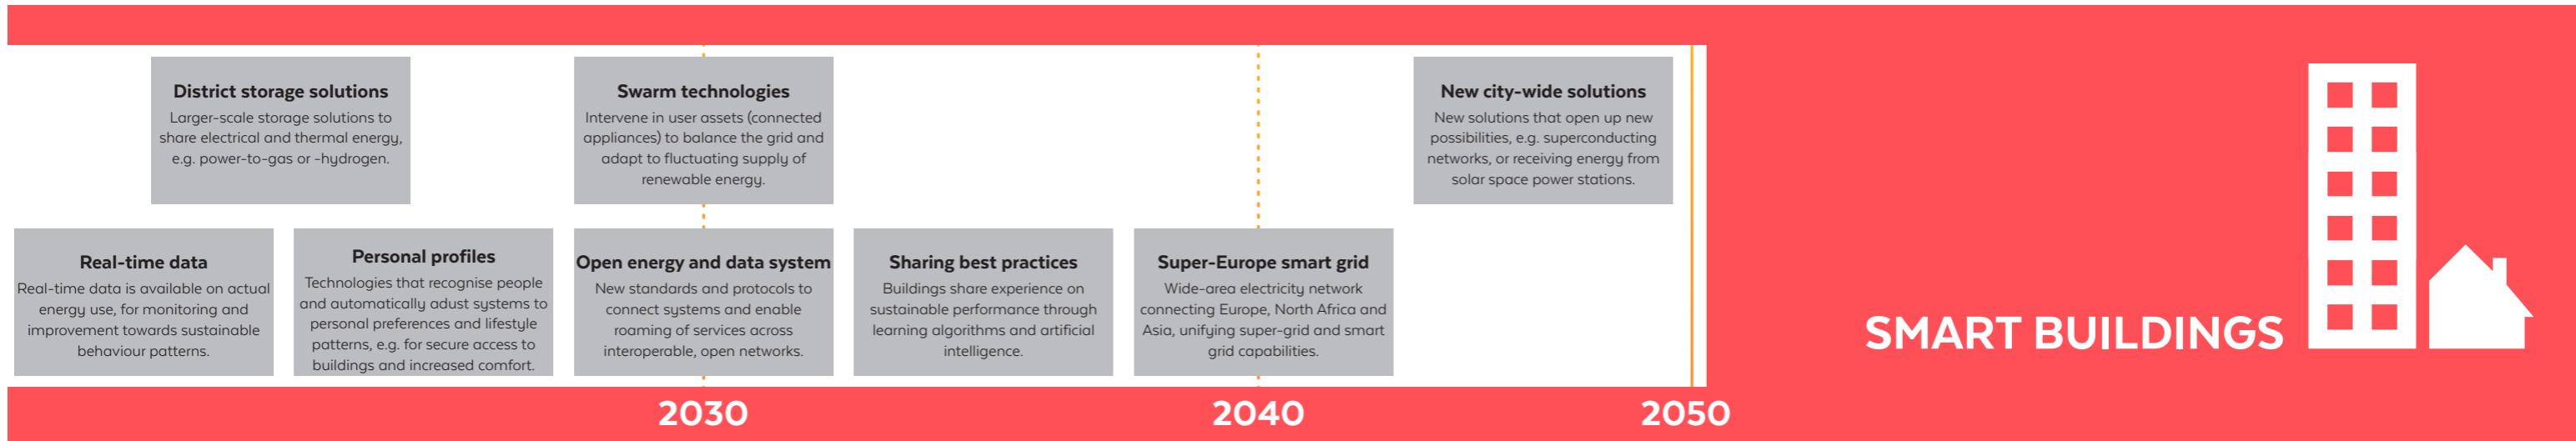 District storage solutions
Larger-scale storage solutions to
share electrical and thermal energy,
e.g. power-to-gas or -hydrogen.
Swarm technologies
Intervene in user assets (connected
appliances) to balance the grid and
adapt to fluctuating supply of
renewable energy.
New city-wide solutions
New solutions that open up new
possibilities, e.g. superconducting
networks, or receiving energy from
solar space power stations.
Real-time data
Real-time data is available on actual
energy use, for monitoring and
improvement towards sustainable
behaviour patterns.
Personal profiles
Technologies that recognise people
and automatically adust systems to
personal preferences and lifestyle
patterns, e.g. for secure access to
buildings and increased comfort.
Open energy and data system
New standards and protocols to
connect systems and enable
roaming of services across
interoperable, open networks.
Sharing best practices
Buildings share experience on
sustainable performance through
learning algorithms and artificial
intelligence.
Super-Europe smart grid
Wide-area electricity network
connecting Europe, North Africa and
Asia, unifying super-grid and smart
grid capabilities.
SMART BUILDINGS
2030
2040
2050